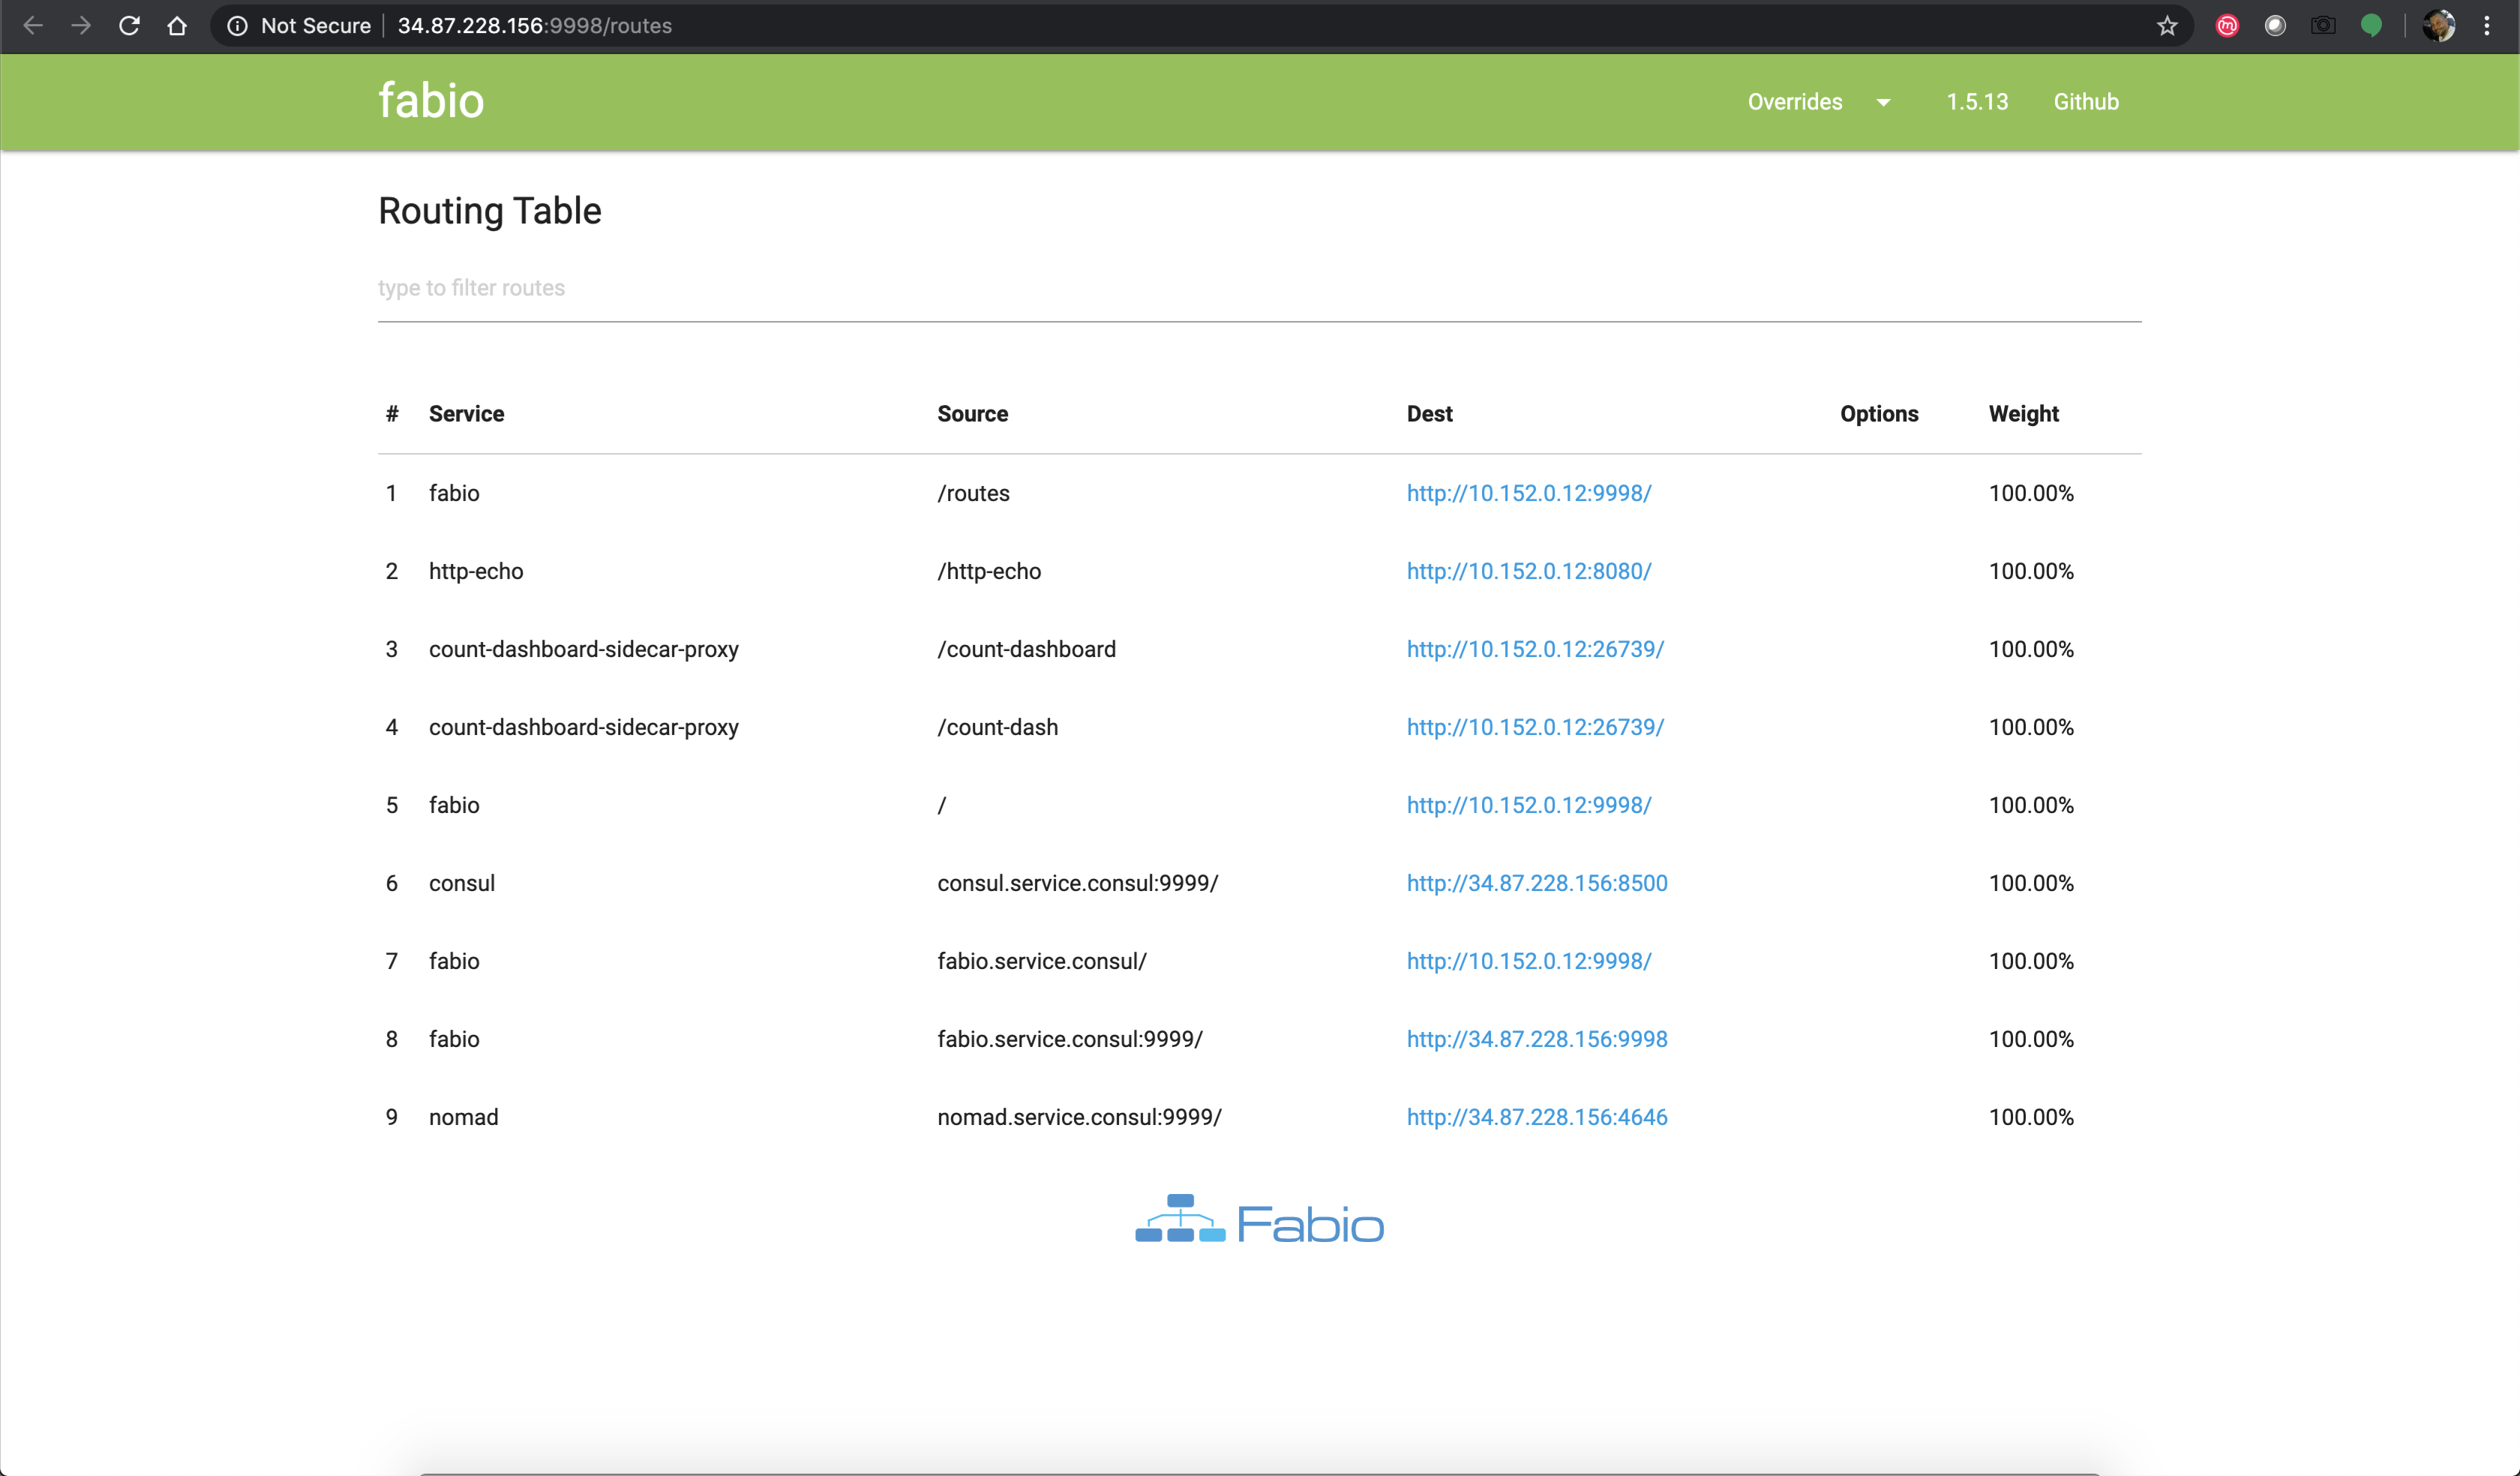 Not Secure 34.87.228.156:9998/routes
fabio Overrides 1.5.13 Github
Routing Table
type to filter routes
# Service Source Dest Options Weight
1 fabio /routes http://10.152.0.12:9998/ 100.00%
2 http-echo /http-echo http://10.152.0.12:8080/ 100.00%
3 count-dashboard-sidecar-proxy /count-dashboard http://10.152.0.12:26739/ 100.00%
4 count-dashboard-sidecar-proxy /count-dash http://10.152.0.12:26739/ 100.00%
5 fabio / http://10.152.0.12:9998/ 100.00%
6 consul consul.service.consul:9999/ http://34.87.228.156:8500 100.00%
7 fabio fabio.service.consul/ http://10.152.0.12:9998/ 100.00%
8 fabio fabio.service.consul:9999/ http://34.87.228.156:9998 100.00%
9 nomad nomad.service.consul:9999/ http://34.87.228.156:4646 100.00%
Fabio